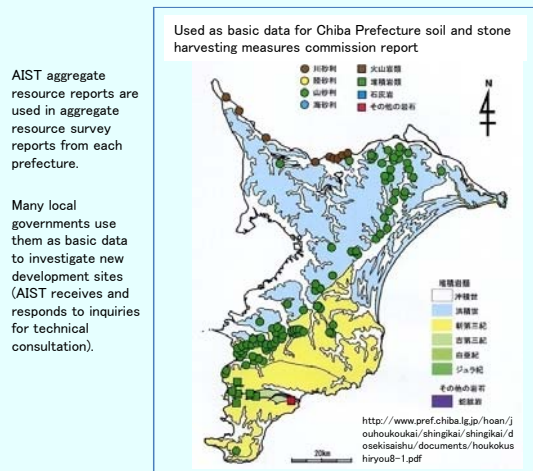 Used as basic data for Chiba Prefecture soil and stone
harvesting measures commission report
AIST aggregate
resource reports are
used in aggregate
resource survey
reports from each
prefecture.
Many local
governments use
them as basic data
to investigate new
development sites
(AIST receives and
responds to inquiries
for technical
consultation).
川砂利
陸砂利
山砂利
海砂利
火山岩類
堆積岩類
石灰岩
その他の岩石
N
堆積岩類
沖積世
洪積世
新第三紀
古第三紀
白亜紀
ジュラ紀
その他の岩石
蛇紋岩
20km
http://www.pref.chiba.lg.jp/hoan/j
ouhoukoukai/shingikai/shingikai/d
osekisaishu/documents/houkokus
hiryou8-1.pdf